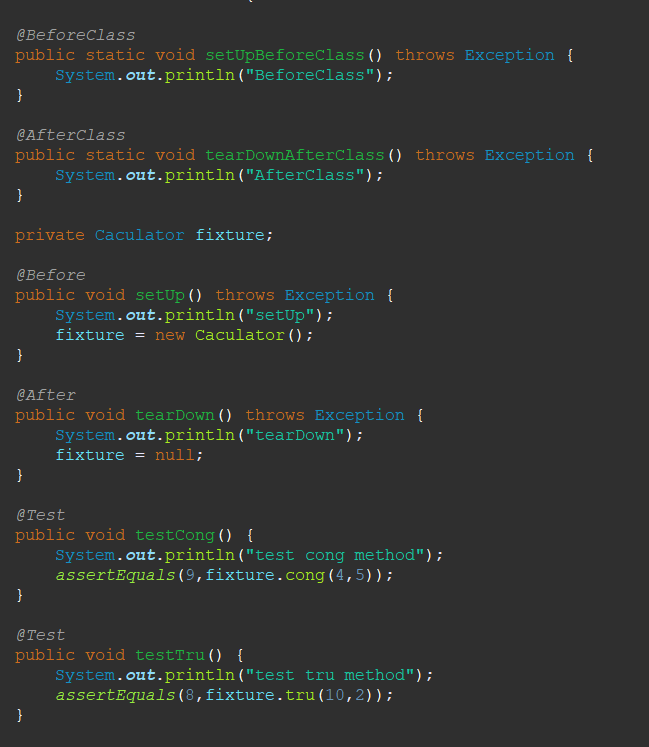 @BeforeClass
public static void setUpBeforeClass() throws Exception {
    System.out.println("BeforeClass");
}
@AfterClass
public static void tearDownAfterClass() throws Exception {
    System.out.println("AfterClass");
}
private Caculator fixture;
@Before
public void setUp() throws Exception {
    System.out.println("setUp");
    fixture = new Caculator();
}
@After
public void tearDown() throws Exception {
    System.out.println("tearDown");
    fixture = null;
}
@Test
public void testCong() {
    System.out.println("test cong method");
    assertEquals(9,fixture.cong(4,5));
}
@Test
public void testTru() {
    System.out.println("test tru method");
    assertEquals(8,fixture.tru(10,2));
}